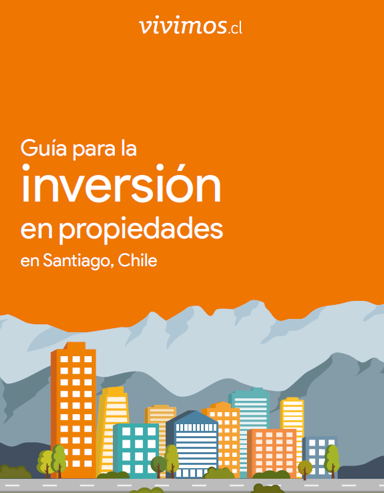 vivimos.cl
Guía para la
inversión
en propiedades
en Santiago, Chile